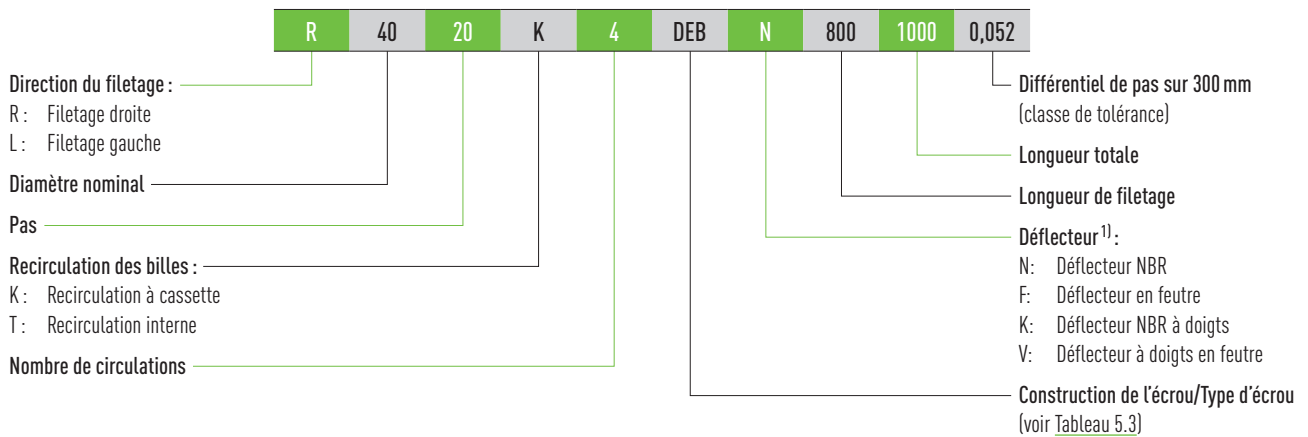 R 40 20 K 4 DEB N 800 1000 0,052
Direction du filetage :
R : Filetage droite
L : Filetage gauche
Diamètre nominal
Pas
Recirculation des billes :
K : Recirculation à cassette
T : Recirculation interne
Nombre de circulations
Différentiel de pas sur 300 mm
(classe de tolérance)
Longueur totale
Longueur de filetage
Déflecteur 1) :
N: Déflecteur NBR
F: Déflecteur en feutre
K: Déflecteur NBR à doigts
V: Déflecteur à doigts en feutre
Construction de l'écrou/Type d'écrou
(voir Tableau 5.3)